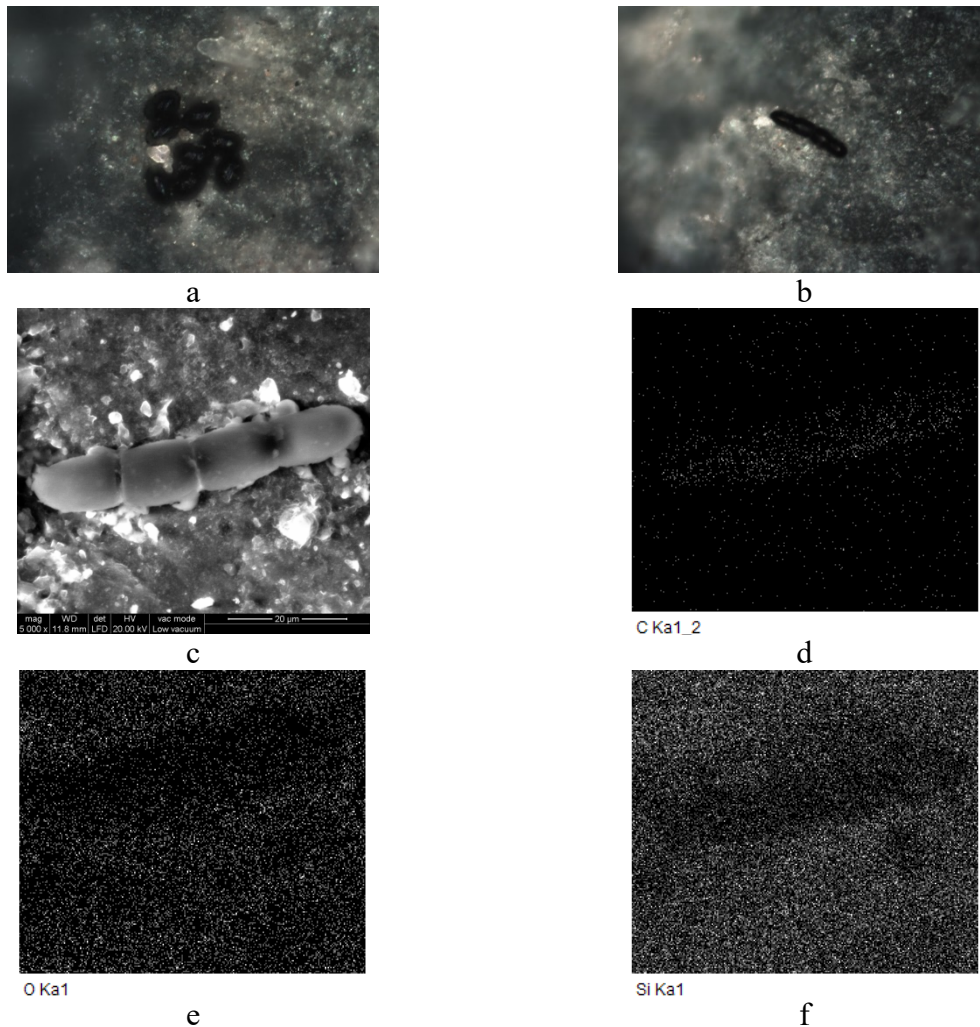 a
b
mag WD det HV vac mode 20 µm
5 000 x 11.8 mm LFD 20.00 kV Low vacuum
c
C Ka1_2
d
O Ka1
e
Si Ka1
f